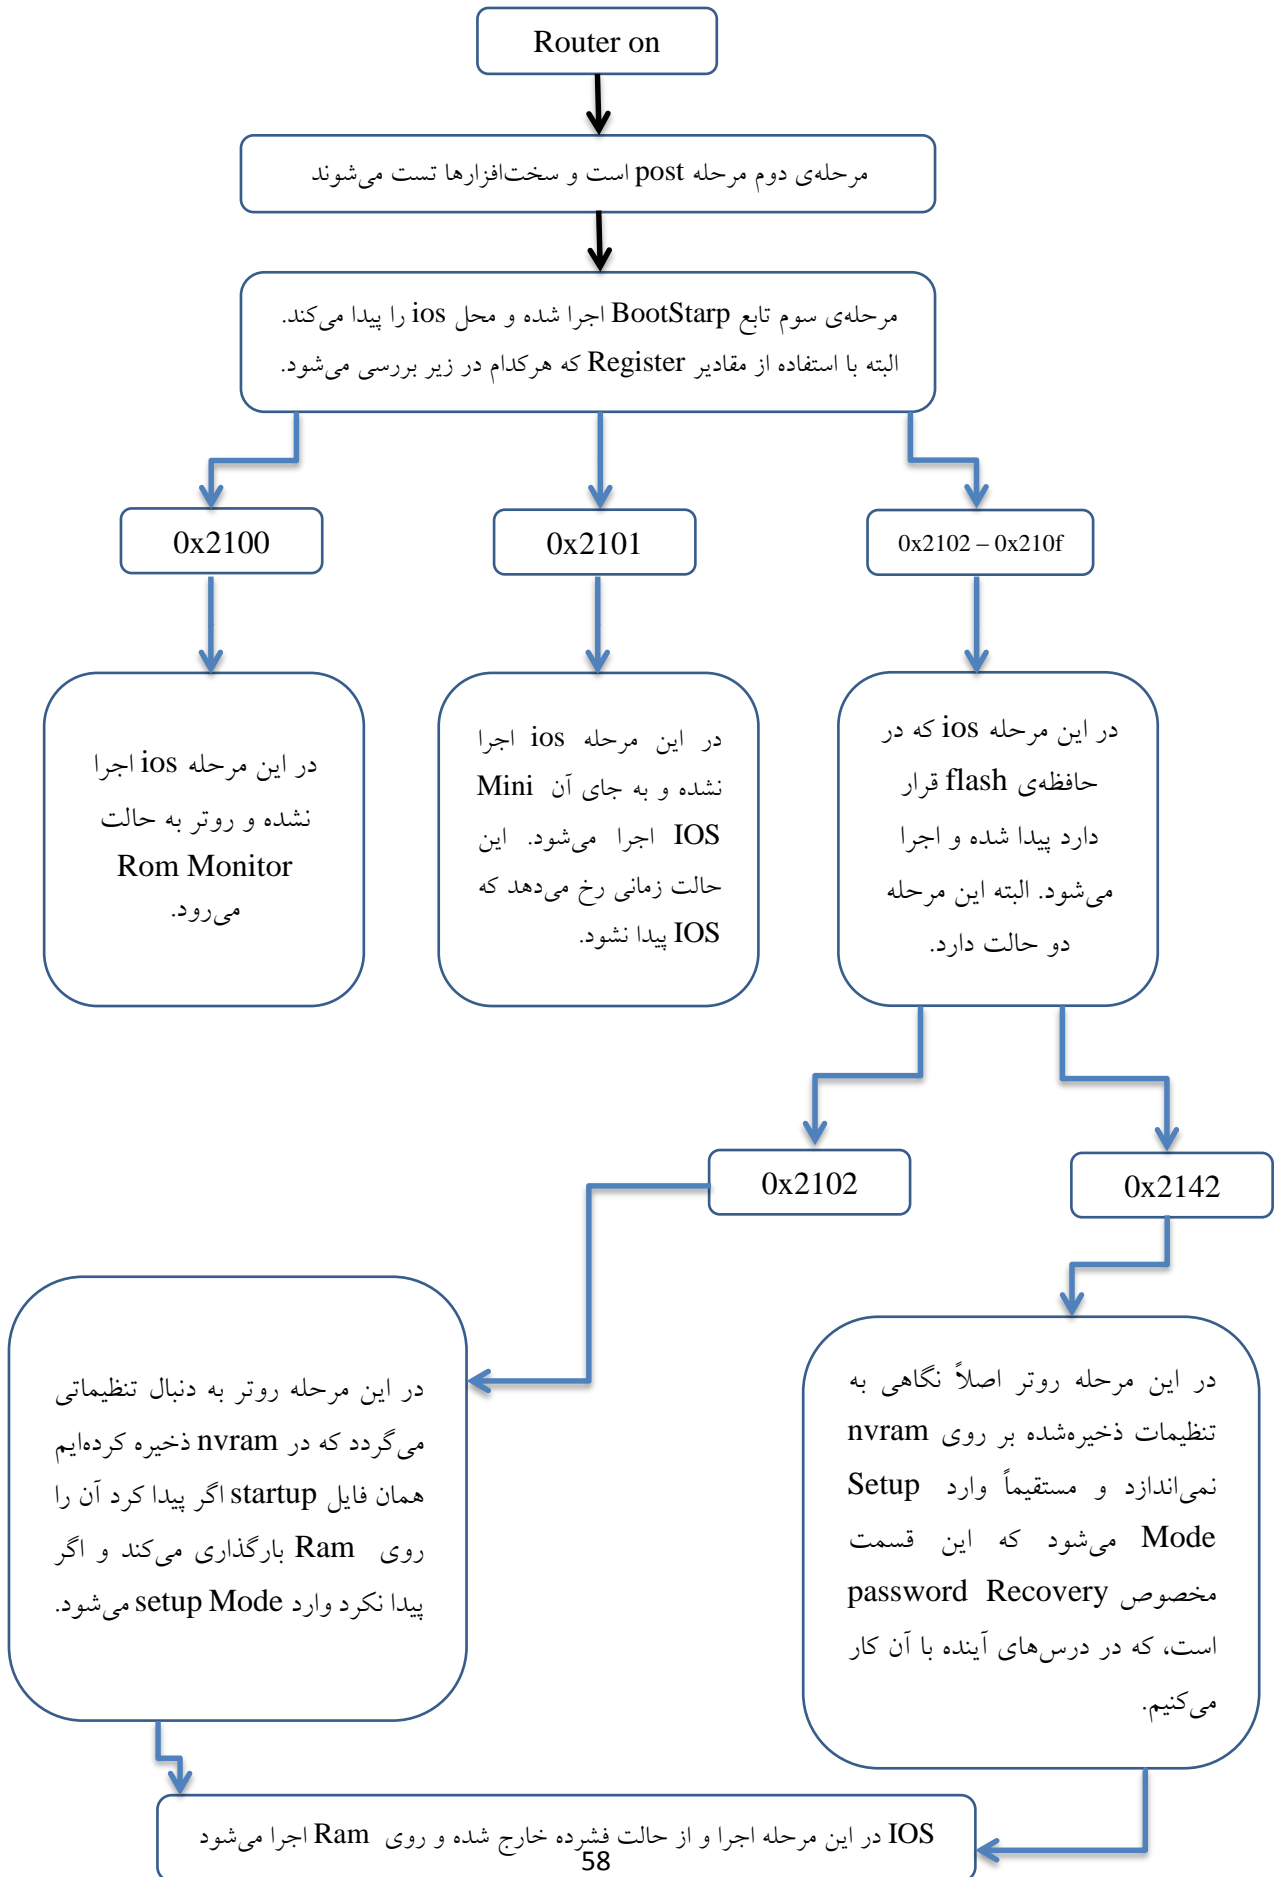 Router on
مرحله‌ی دوم مرحله post است و سخت‌افزارها تست می‌شوند
مرحله‌ی سوم تابع BootStarp اجرا شده و محل ios را پیدا می‌کند.
البته با استفاده از مقادیر Register که هرکدام در زیر بررسی می‌شود.
0x2100
0x2101
0x2102 – 0x210f
در این مرحله ios اجرا
نشده و روتر به حالت
Rom Monitor
می‌رود.
در این مرحله ios اجرا
نشده و به جای آن Mini
IOS اجرا می‌شود. این
حالت زمانی رخ می‌دهد که
IOS پیدا نشود.
در این مرحله ios که در
حافظه‌ی flash قرار
دارد پیدا شده و اجرا
می‌شود. البته این مرحله
دو حالت دارد.
0x2102
0x2142
در این مرحله روتر به دنبال تنظیماتی
می‌گردد که در nvram ذخیره کرده‌ایم
همان فایل startup اگر پیدا کرد آن را
روی Ram بارگذاری می‌کند و اگر
پیدا نکرد وارد setup Mode می‌شود.
در این مرحله روتر اصلاً نگاهی به
تنظیمات ذخیره‌شده بر روی nvram
نمی‌اندازد و مستقیماً وارد Setup
Mode می‌شود که این قسمت
مخصوص password Recovery
است، که در درس‌های آینده با آن کار
می‌کنیم.
IOS در این مرحله اجرا و از حالت فشرده خارج شده و روی Ram اجرا می‌شود
58